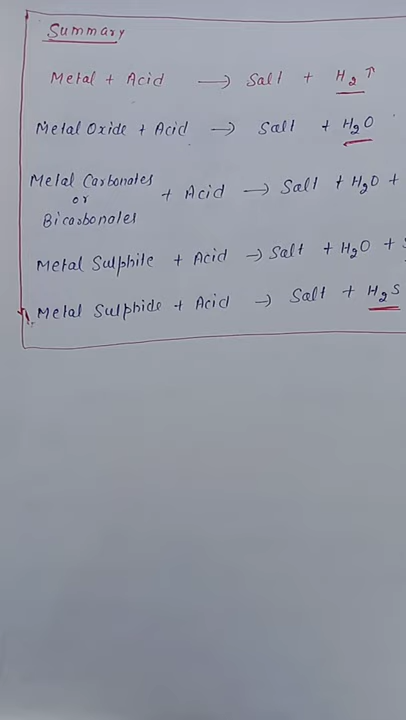 Summary
Metal + Acid → Salt + H₂ ↑
Metal Oxide + Acid → Salt + H₂O
Metal Carbonates
or + Acid → Salt + H₂O +
Bicarbonates
Metal Sulphite + Acid → Salt + H₂O +
Metal Sulphide + Acid → Salt + H₂S